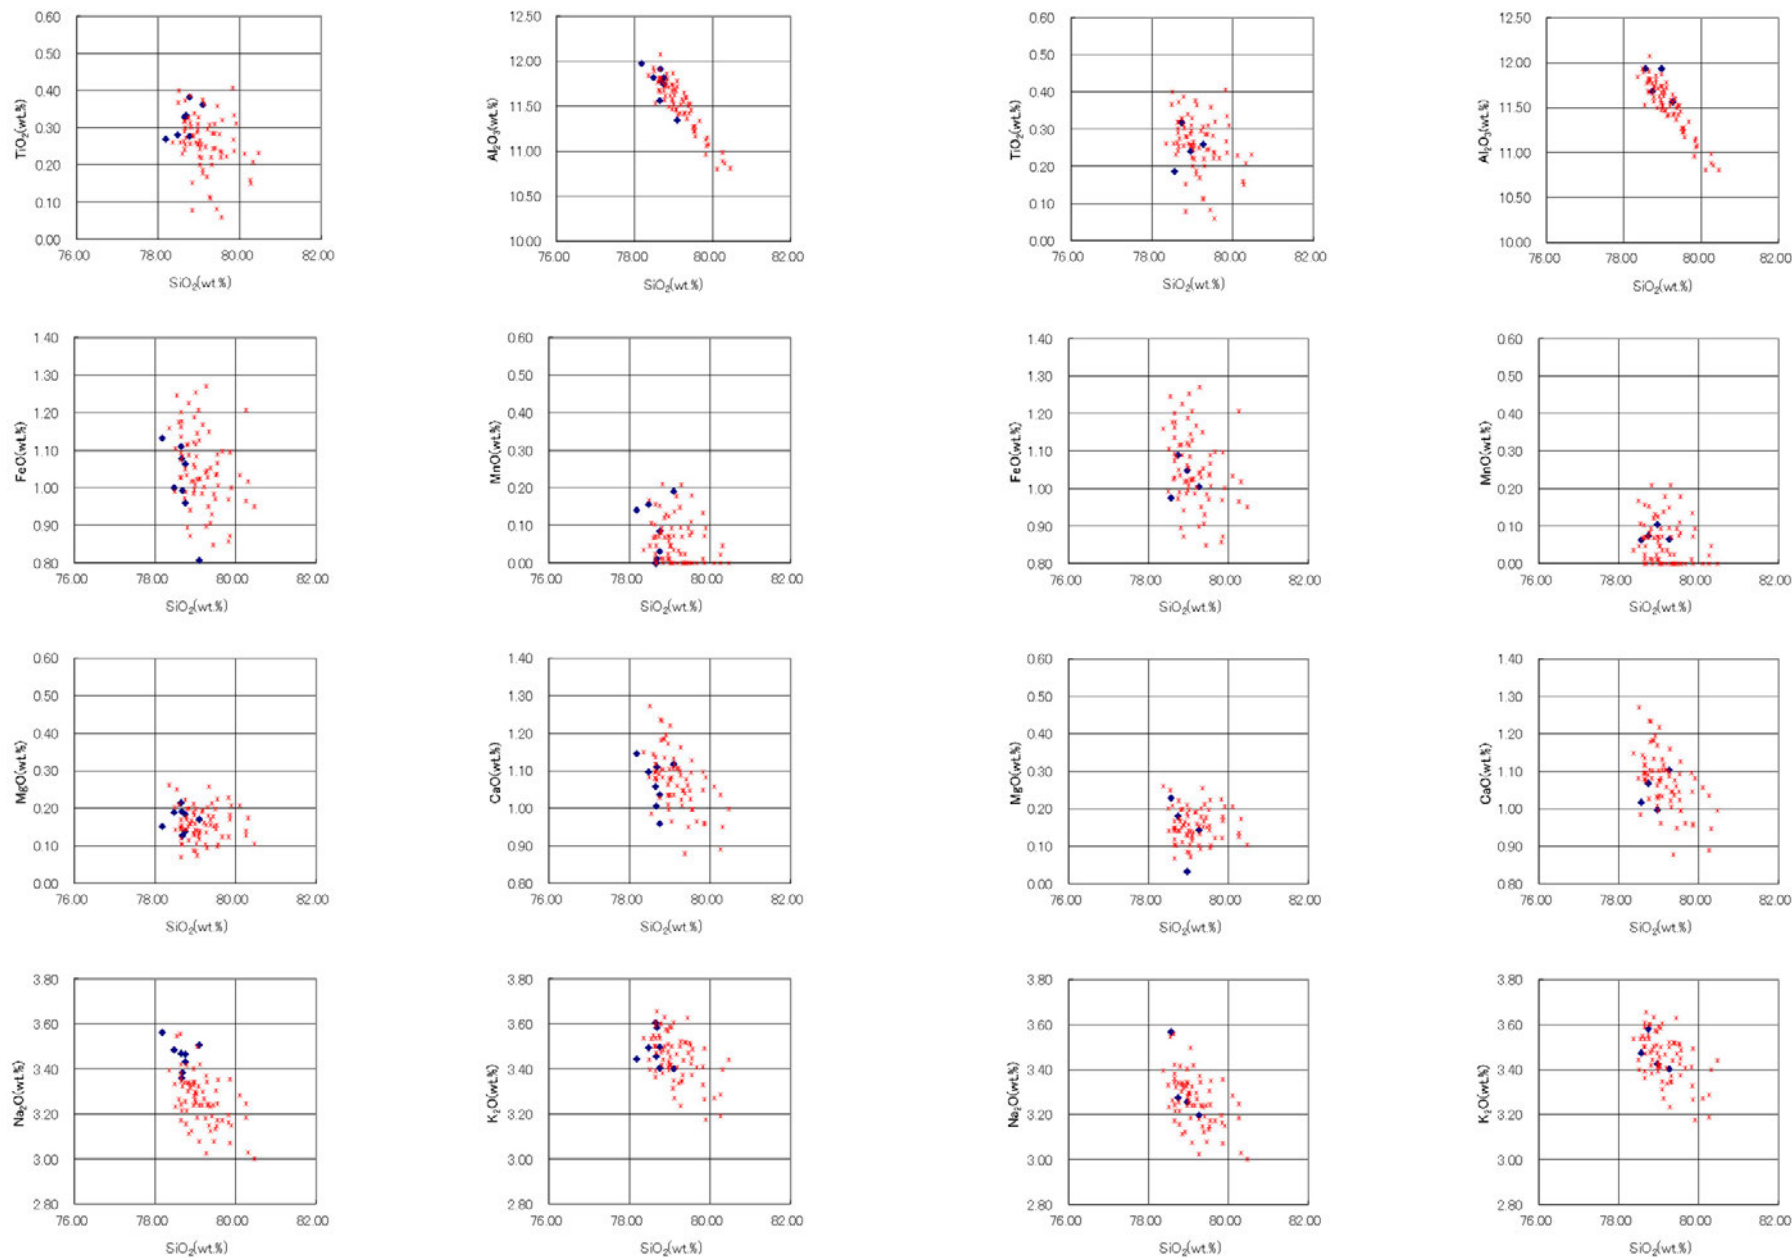 0.60 12.50 0.60 12.50
0.50 12.00 0.50 12.00
0.40 11.50 0.40 11.50
0.30 11.00 0.30 11.00
0.20 10.50 0.20 10.50
0.10 10.00 0.10 10.00
0.00 0.00
TiO₂(wt.%) Al₂O₃(wt.%) TiO₂(wt.%) Al₂O₃(wt.%)
76.00 78.00 80.00 82.00 76.00 78.00 80.00 82.00 76.00 78.00 80.00 82.00 76.00 78.00 80.00 82.00
SiO₂(wt.%) SiO₂(wt.%) SiO₂(wt.%) SiO₂(wt.%)
1.40 0.60 1.40 0.60
1.30 0.50 1.30 0.50
1.20 0.40 1.20 0.40
1.10 0.30 1.10 0.30
1.00 0.20 1.00 0.20
0.90 0.10 0.90 0.10
0.80 0.00 0.80 0.00
FeO(wt.%) MnO(wt.%) FeO(wt.%) MnO(wt.%)
76.00 78.00 80.00 82.00 76.00 78.00 80.00 82.00 76.00 78.00 80.00 82.00 76.00 78.00 80.00 82.00
SiO₂(wt.%) SiO₂(wt.%) SiO₂(wt.%) SiO₂(wt.%)
0.60 1.40 0.60 1.40
0.50 1.30 0.50 1.30
0.40 1.20 0.40 1.20
0.30 1.10 0.30 1.10
0.20 1.00 0.20 1.00
0.10 0.90 0.10 0.90
0.00 0.80 0.00 0.80
MgO(wt.%) CaO(wt.%) MgO(wt.%) CaO(wt.%)
76.00 78.00 80.00 82.00 76.00 78.00 80.00 82.00 76.00 78.00 80.00 82.00 76.00 78.00 80.00 82.00
SiO₂(wt.%) SiO₂(wt.%) SiO₂(wt.%) SiO₂(wt.%)
3.80 3.80 3.80 3.80
3.60 3.60 3.60 3.60
3.40 3.40 3.40 3.40
3.20 3.20 3.20 3.20
3.00 3.00 3.00 3.00
2.80 2.80 2.80 2.80
Na₂O(wt.%) K₂O(wt.%) Na₂O(wt.%) K₂O(wt.%)
76.00 78.00 80.00 82.00 76.00 78.00 80.00 82.00 76.00 78.00 80.00 82.00 76.00 78.00 80.00 82.00
SiO₂(wt.%) SiO₂(wt.%) SiO₂(wt.%) SiO₂(wt.%)